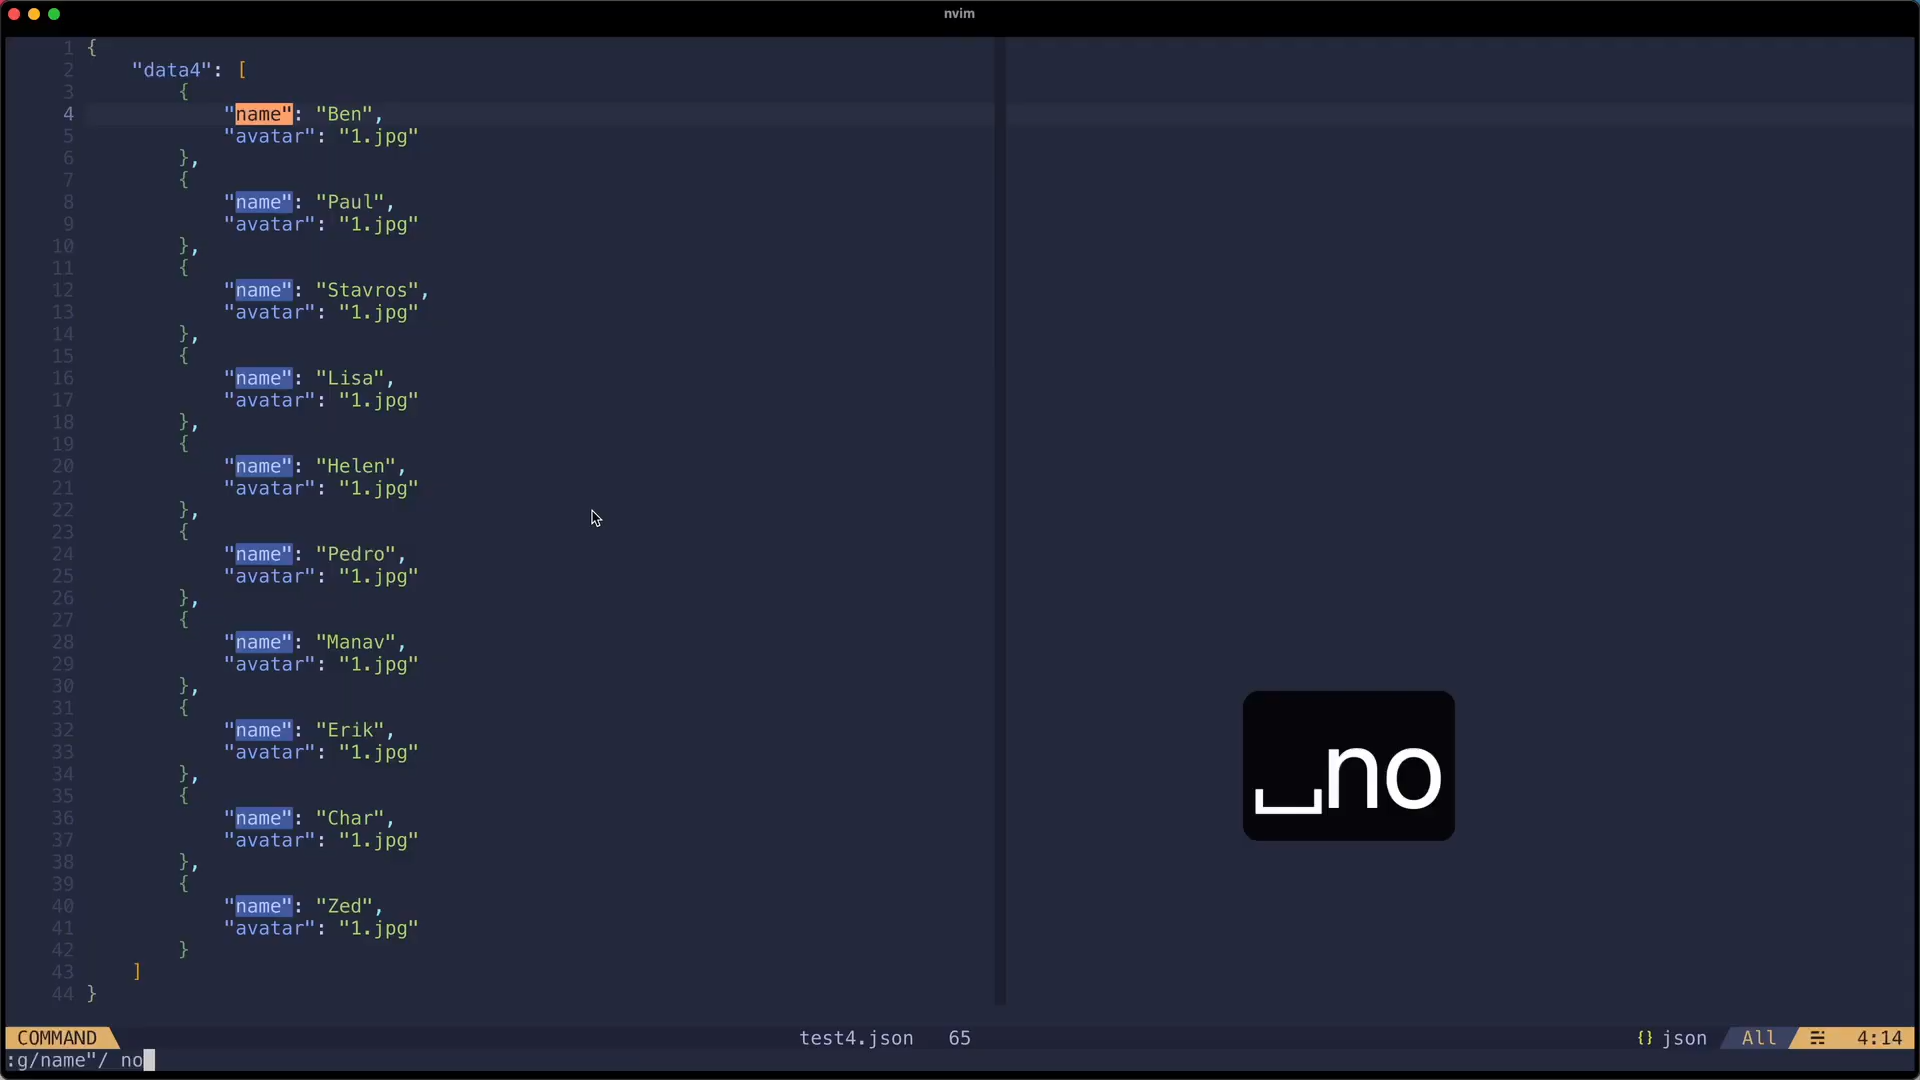 nvim
1 {
2     "data4": [
3         {
4             "name": "Ben",
5             "avatar": "1.jpg"
6         },
7         {
8             "name": "Paul",
9             "avatar": "1.jpg"
10         },
11         {
12             "name": "Stavros",
13             "avatar": "1.jpg"
14         },
15         {
16             "name": "Lisa",
17             "avatar": "1.jpg"
18         },
19         {
20             "name": "Helen",
21             "avatar": "1.jpg"
22         },
23         {
24             "name": "Pedro",
25             "avatar": "1.jpg"
26         },
27         {
28             "name": "Manav",
29             "avatar": "1.jpg"
30         },
31         {
32             "name": "Erik",
33             "avatar": "1.jpg"
34         },
35         {
36             "name": "Char",
37             "avatar": "1.jpg"
38         },
39         {
40             "name": "Zed",
41             "avatar": "1.jpg"
42         }
43     ]
44 }
␣no
COMMAND test4.json 65 {} json All 4:14
:g/name"/ no